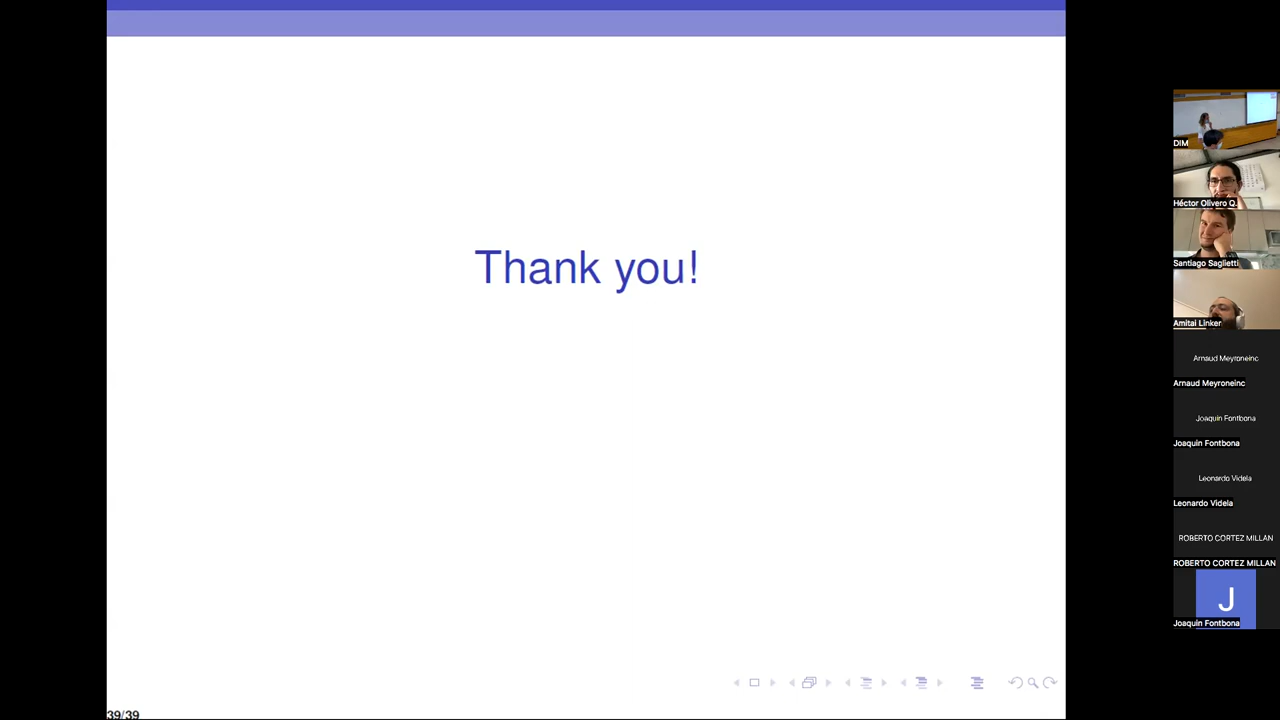 Thank you!
39/39
DIM
Héctor Olivero Q.
Santiago Saglietti
Amitai Linker
Arnaud Meyroneinc
Arnaud Meyroneinc
Joaquin Fontbona
Joaquin Fontbona
Leonardo Videla
Leonardo Videla
ROBERTO CORTEZ MILLAN
ROBERTO CORTEZ MILLAN
J
Joaquin Fontbona